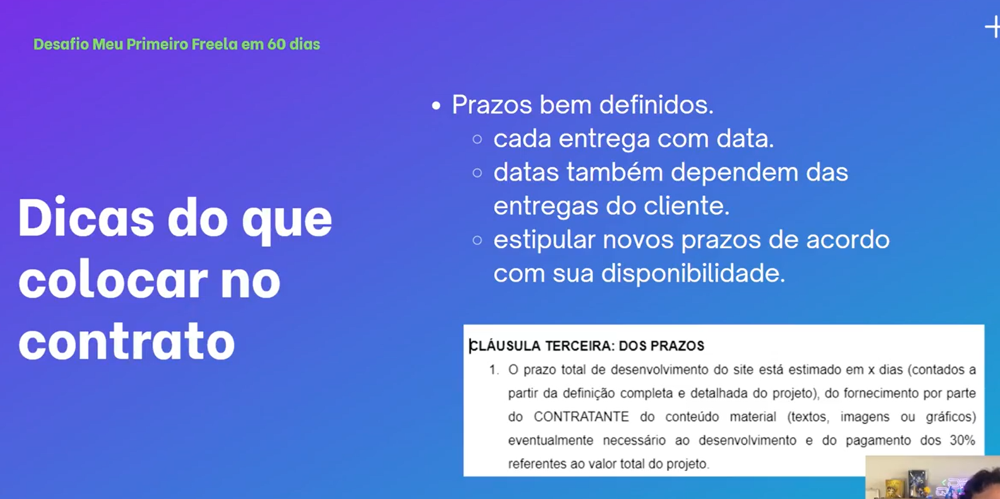 Desafio Meu Primeiro Freela em 60 dias
Dicas do que
colocar no
contrato
Prazos bem definidos.
cada entrega com data.
datas também dependem das
entregas do cliente.
estipular novos prazos de acordo
com sua disponibilidade.
CLÁUSULA TERCEIRA: DOS PRAZOS
1. O prazo total de desenvolvimento do site está estimado em x dias (contados a
partir da definição completa e detalhada do projeto), do fornecimento por parte
do CONTRATANTE do conteúdo material (textos, imagens ou gráficos)
eventualmente necessário ao desenvolvimento e do pagamento dos 30%
referentes ao valor total do projeto.